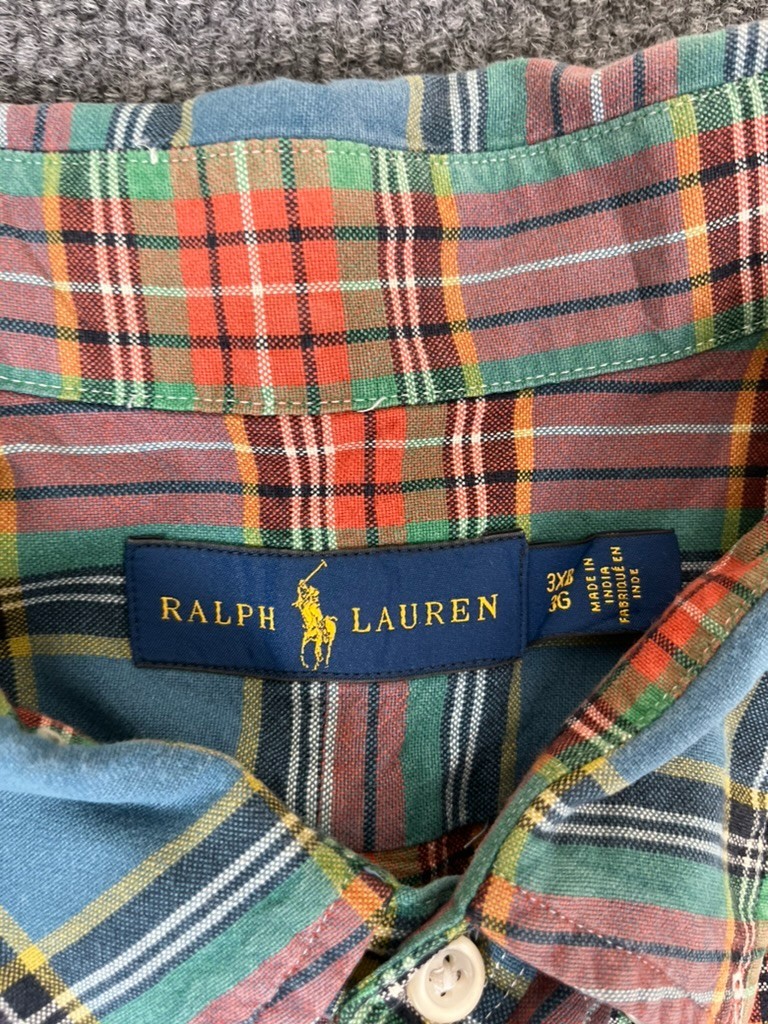 RALPH LAUREN
3XB
3G
MADE IN
INDIA
FABRIQUÉ EN
INDE